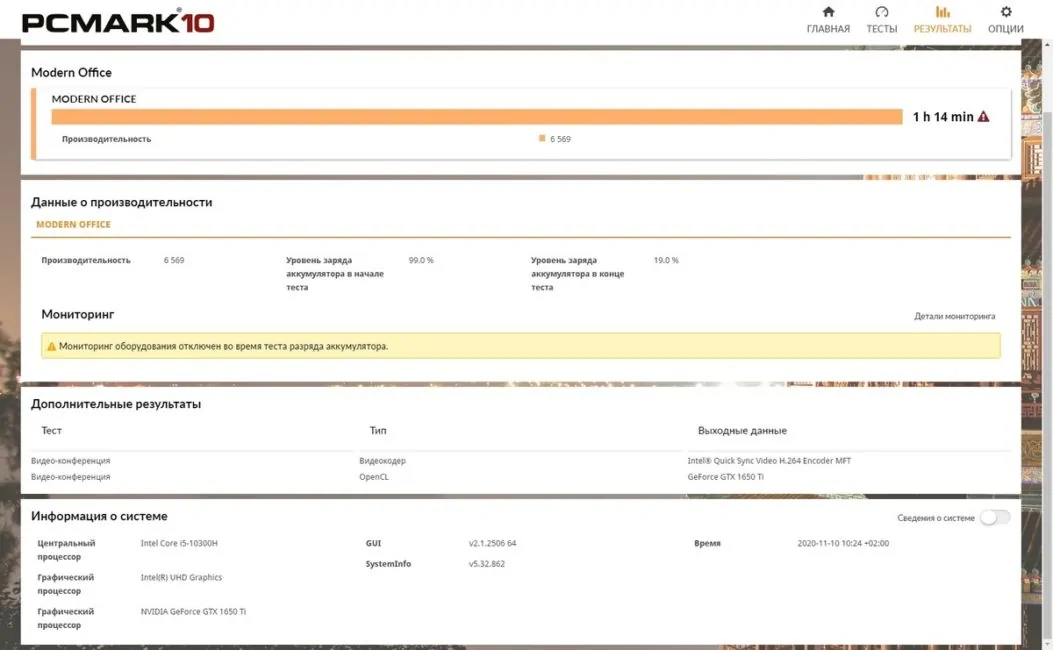 PCMARK®10
ГЛАВНАЯ ТЕСТЫ РЕЗУЛЬТАТЫ ОПЦИИ
Modern Office
MODERN OFFICE
1 h 14 min
Производительность 6 569
Данные о производительности
MODERN OFFICE
Производительность 6 569 Уровень заряда 99.0 % Уровень заряда 19.0 %
аккумулятора в начале аккумулятора в конце
теста теста
Мониторинг Детали мониторинга
Мониторинг оборудования отключен во время теста разряда аккумулятора.
Дополнительные результаты
Тест Тип Выходные данные
Видео-конференция Видеокодер Intel® Quick Sync Video H.264 Encoder MFT
Видео-конференция OpenCL GeForce GTX 1650 Ti
Информация о системе Сведения о системе
Центральный Intel Core i5-10300H GUI v2.1.2506 64 Время 2020-11-10 10:24 +02:00
процессор
SystemInfo v5.32.862
Графический Intel(R) UHD Graphics
процессор
Графический NVIDIA GeForce GTX 1650 Ti
процессор